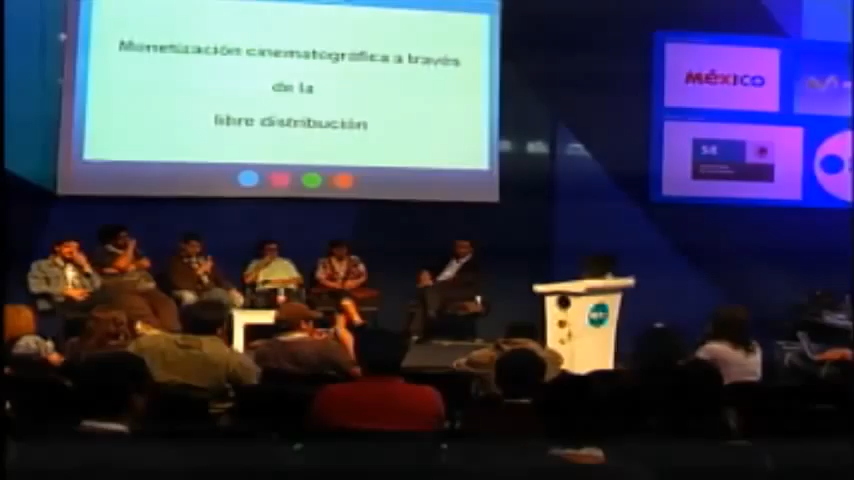 Monetización cinematográfica a través
de la
libre distribución
MÉXICO